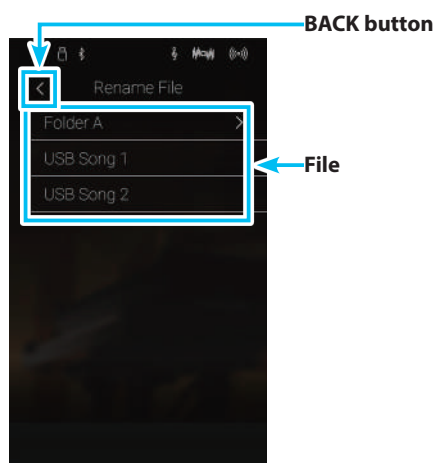 BACK button
Rename File
Folder A
USB Song 1
File
USB Song 2